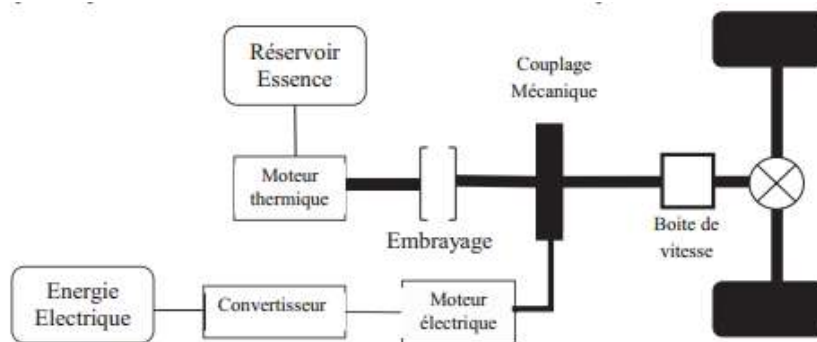 Réservoir
Essence
Couplage
Mécanique
Moteur
thermique
Embrayage
Boite de
vitesse
Energie
Electrique
Convertisseur
Moteur
électrique